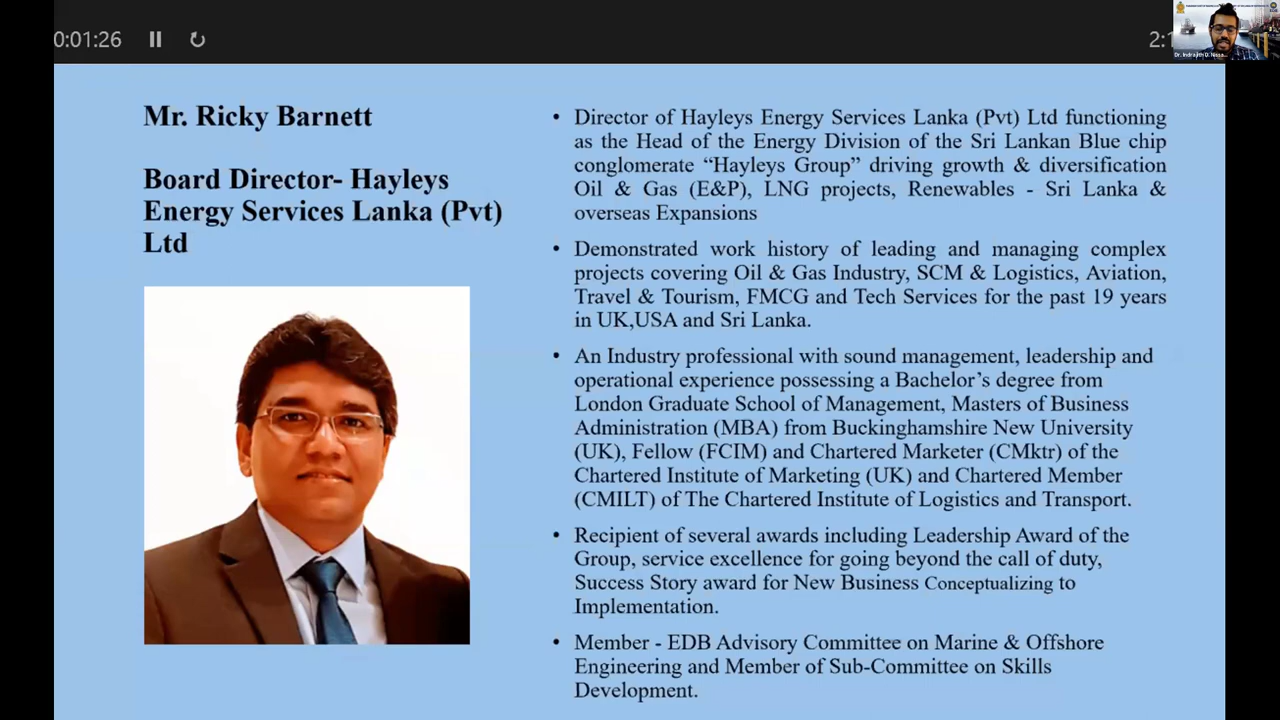 0:01:26
2:
Dr. Indrajith D. Nissa...
Mr. Ricky Barnett
Board Director- Hayleys
Energy Services Lanka (Pvt)
Ltd
• Director of Hayleys Energy Services Lanka (Pvt) Ltd functioning
as the Head of the Energy Division of the Sri Lankan Blue chip
conglomerate “Hayleys Group” driving growth & diversification
Oil & Gas (E&P), LNG projects, Renewables - Sri Lanka &
overseas Expansions
• Demonstrated work history of leading and managing complex
projects covering Oil & Gas Industry, SCM & Logistics, Aviation,
Travel & Tourism, FMCG and Tech Services for the past 19 years
in UK,USA and Sri Lanka.
• An Industry professional with sound management, leadership and
operational experience possessing a Bachelor’s degree from
London Graduate School of Management, Masters of Business
Administration (MBA) from Buckinghamshire New University
(UK), Fellow (FCIM) and Chartered Marketer (CMktr) of the
Chartered Institute of Marketing (UK) and Chartered Member
(CMILT) of The Chartered Institute of Logistics and Transport.
• Recipient of several awards including Leadership Award of the
Group, service excellence for going beyond the call of duty,
Success Story award for New Business Conceptualizing to
Implementation.
• Member - EDB Advisory Committee on Marine & Offshore
Engineering and Member of Sub-Committee on Skills
Development.